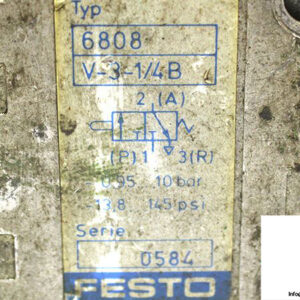 Typ
6808
V-3-1/4B
2 (A)
(P) 1 3(R)
0,95 10 bar
13,8 145 psi
Serie
0584
FESTO